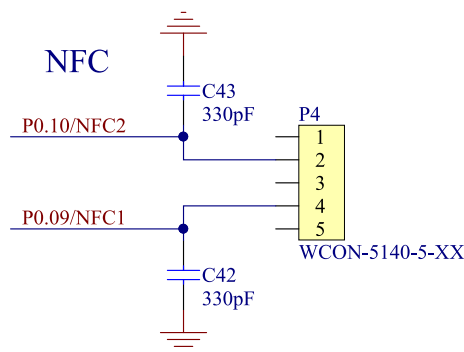 NFC
C43
330pF
P0.10/NFC2
P4
1
2
3
4
5
P0.09/NFC1
WCON-5140-5-XX
C42
330pF